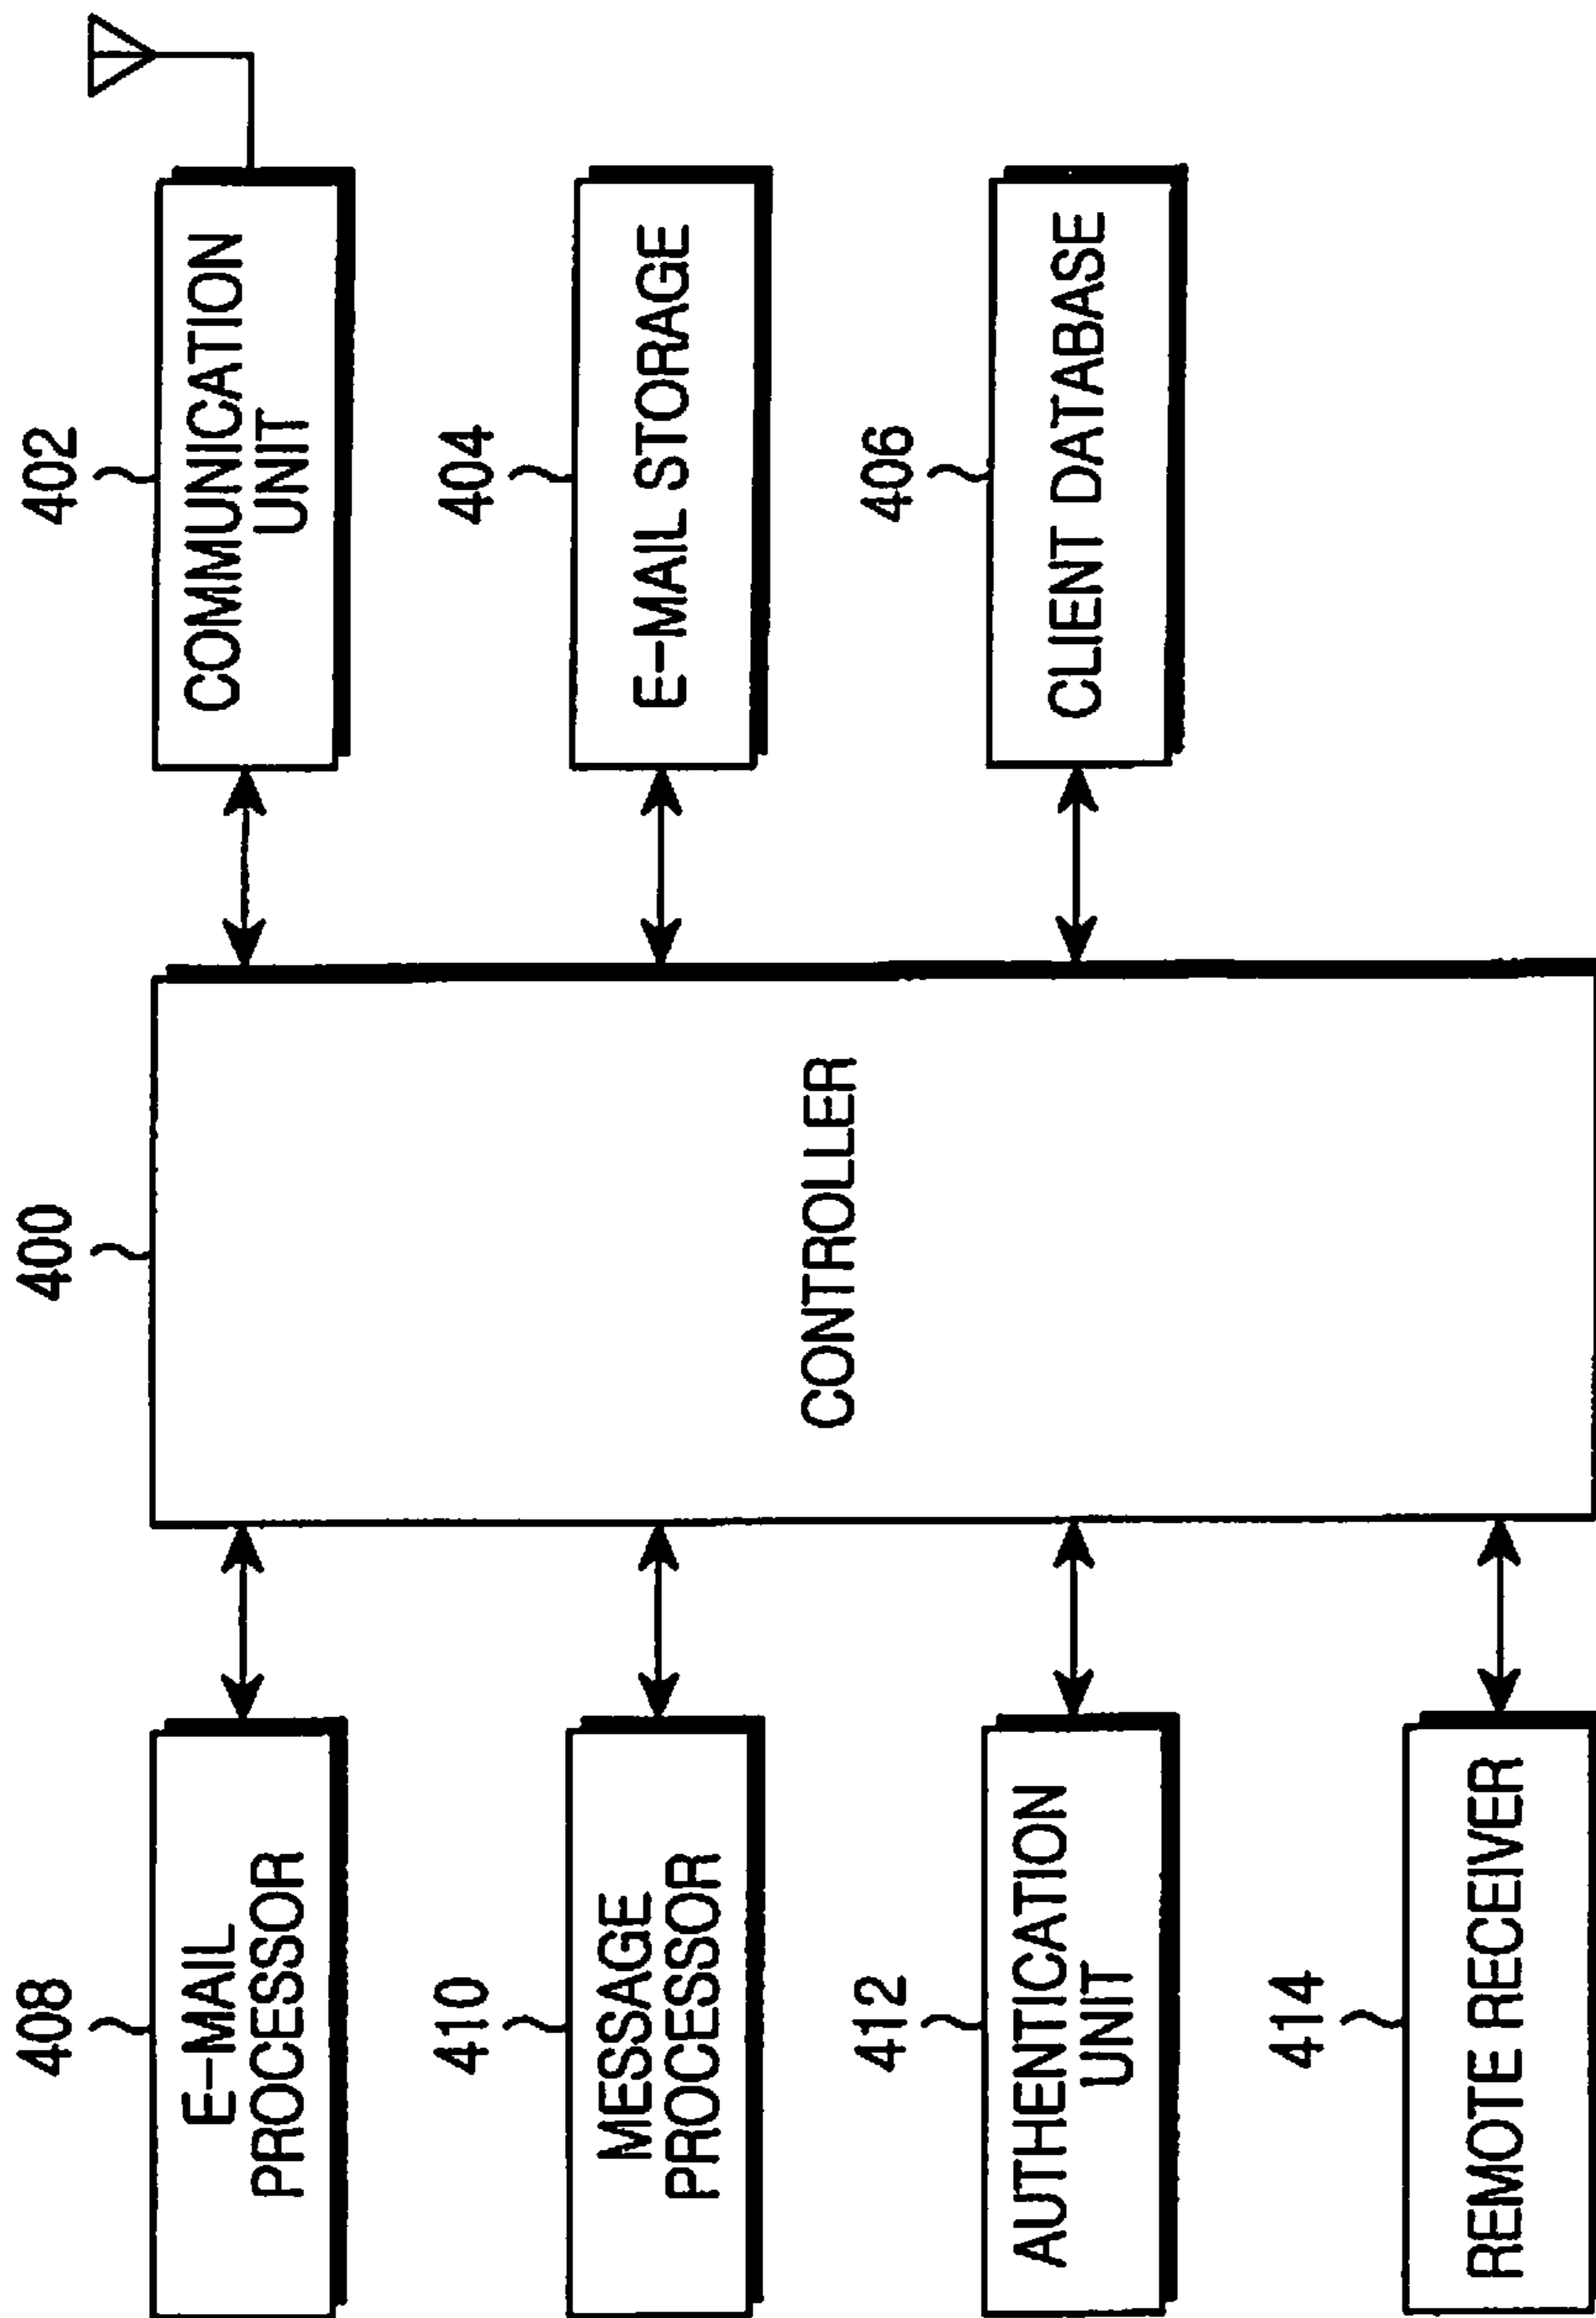 408
E-MAIL
PROCESSOR
410
MESSAGE
PROCESSOR
412
AUTHENTICATION
UNIT
414
REMOTE RECEIVER
400
CONTROLLER
402
COMMUNICATION
UNIT
404
E-MAIL STORAGE
406
CLIENT DATABASE